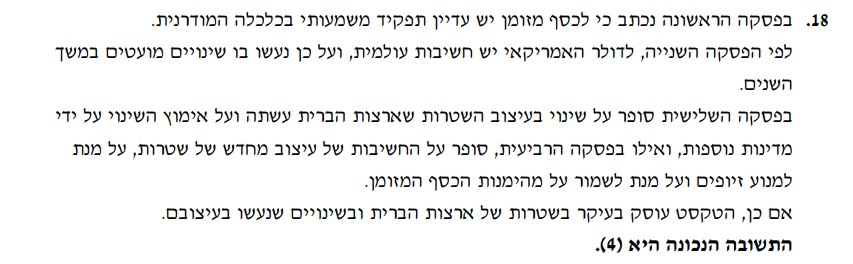 18. בפסקה הראשונה נכתב כי לכסף מזומן יש עדיין תפקיד משמעותי בכלכלה המודרנית.
לפי הפסקה השנייה, לדולר האמריקאי יש חשיבות עולמית, ועל כן נעשו בו שינויים מועטים במשך
השנים.
בפסקה השלישית סופר על שינוי בעיצוב השטרות שארצות הברית עשתה ועל אימוץ השינוי על ידי
מדינות נוספות, ואילו בפסקה הרביעית, סופר על החשיבות של עיצוב מחדש של שטרות, על מנת
למנוע זיופים ועל מנת לשמור על מהימנות הכסף המזומן.
אם כן, הטקסט עוסק בעיקר בשטרות של ארצות הברית ובשינויים שנעשו בעיצובם.
התשובה הנכונה היא (4).